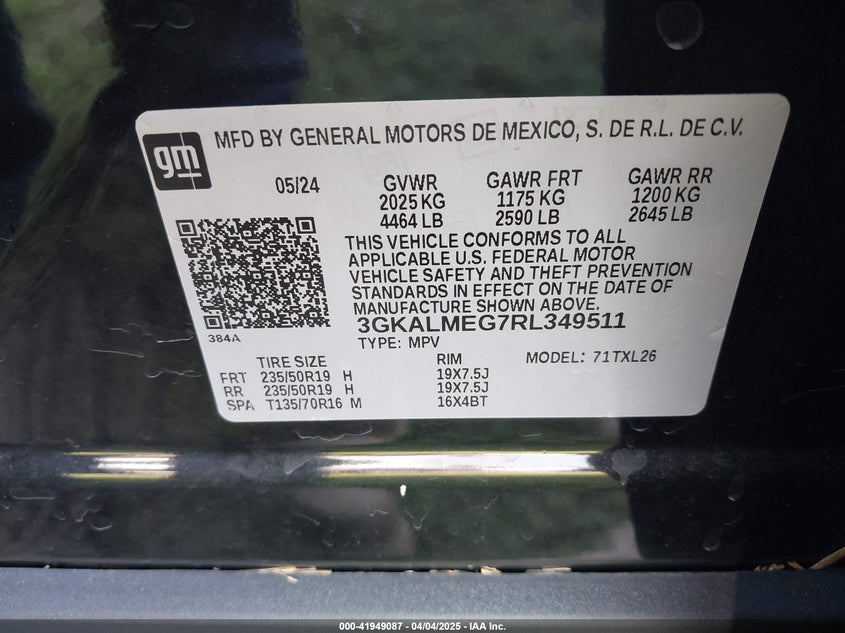 gm
MFD BY GENERAL MOTORS DE MEXICO, S. DE R.L. DE C.V.
05/24 GVWR GAWR FRT GAWR RR
2025 KG 1175 KG 1200 KG
4464 LB 2590 LB 2645 LB
THIS VEHICLE CONFORMS TO ALL
APPLICABLE U.S. FEDERAL MOTOR
VEHICLE SAFETY AND THEFT PREVENTION
STANDARDS IN EFFECT ON THE DATE OF
MANUFACTURE SHOWN ABOVE.
3GKALMEG7RL349511
384A
TYPE: MPV MODEL: 71TXL26
TIRE SIZE RIM
FRT 235/50R19 H 19X7.5J
RR 235/50R19 H 19X7.5J
SPA T135/70R16 M 16X4BT
000-41949087 - 04/04/2025 - IAA Inc.